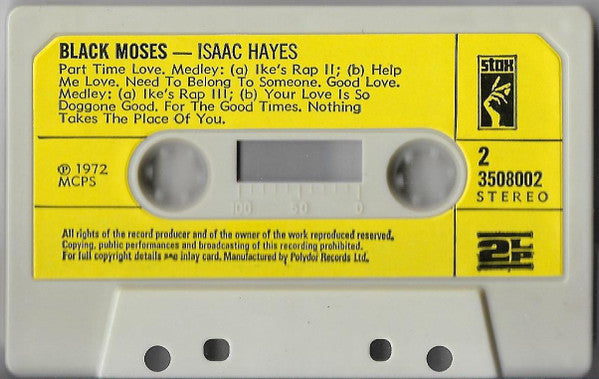 BLACK MOSES — ISAAC HAYES
Part Time Love. Medley: (a) Ike's Rap II; (b) Help
Me Love. Need To Belong To Someone. Good Love.
Medley: (a) Ike's Rap III; (b) Your Love Is So
Doggone Good. For The Good Times. Nothing
Takes The Place Of You.
stax
℗ 1972
MCPS
2
3508002
STEREO
100 50 0
All rights of the record producer and of the owner of the work reproduced reserved.
Copying, public performances and broadcasting of this recording prohibited.
For full copyright details see inlay card. Manufactured by Polydor Records Ltd.
2LP